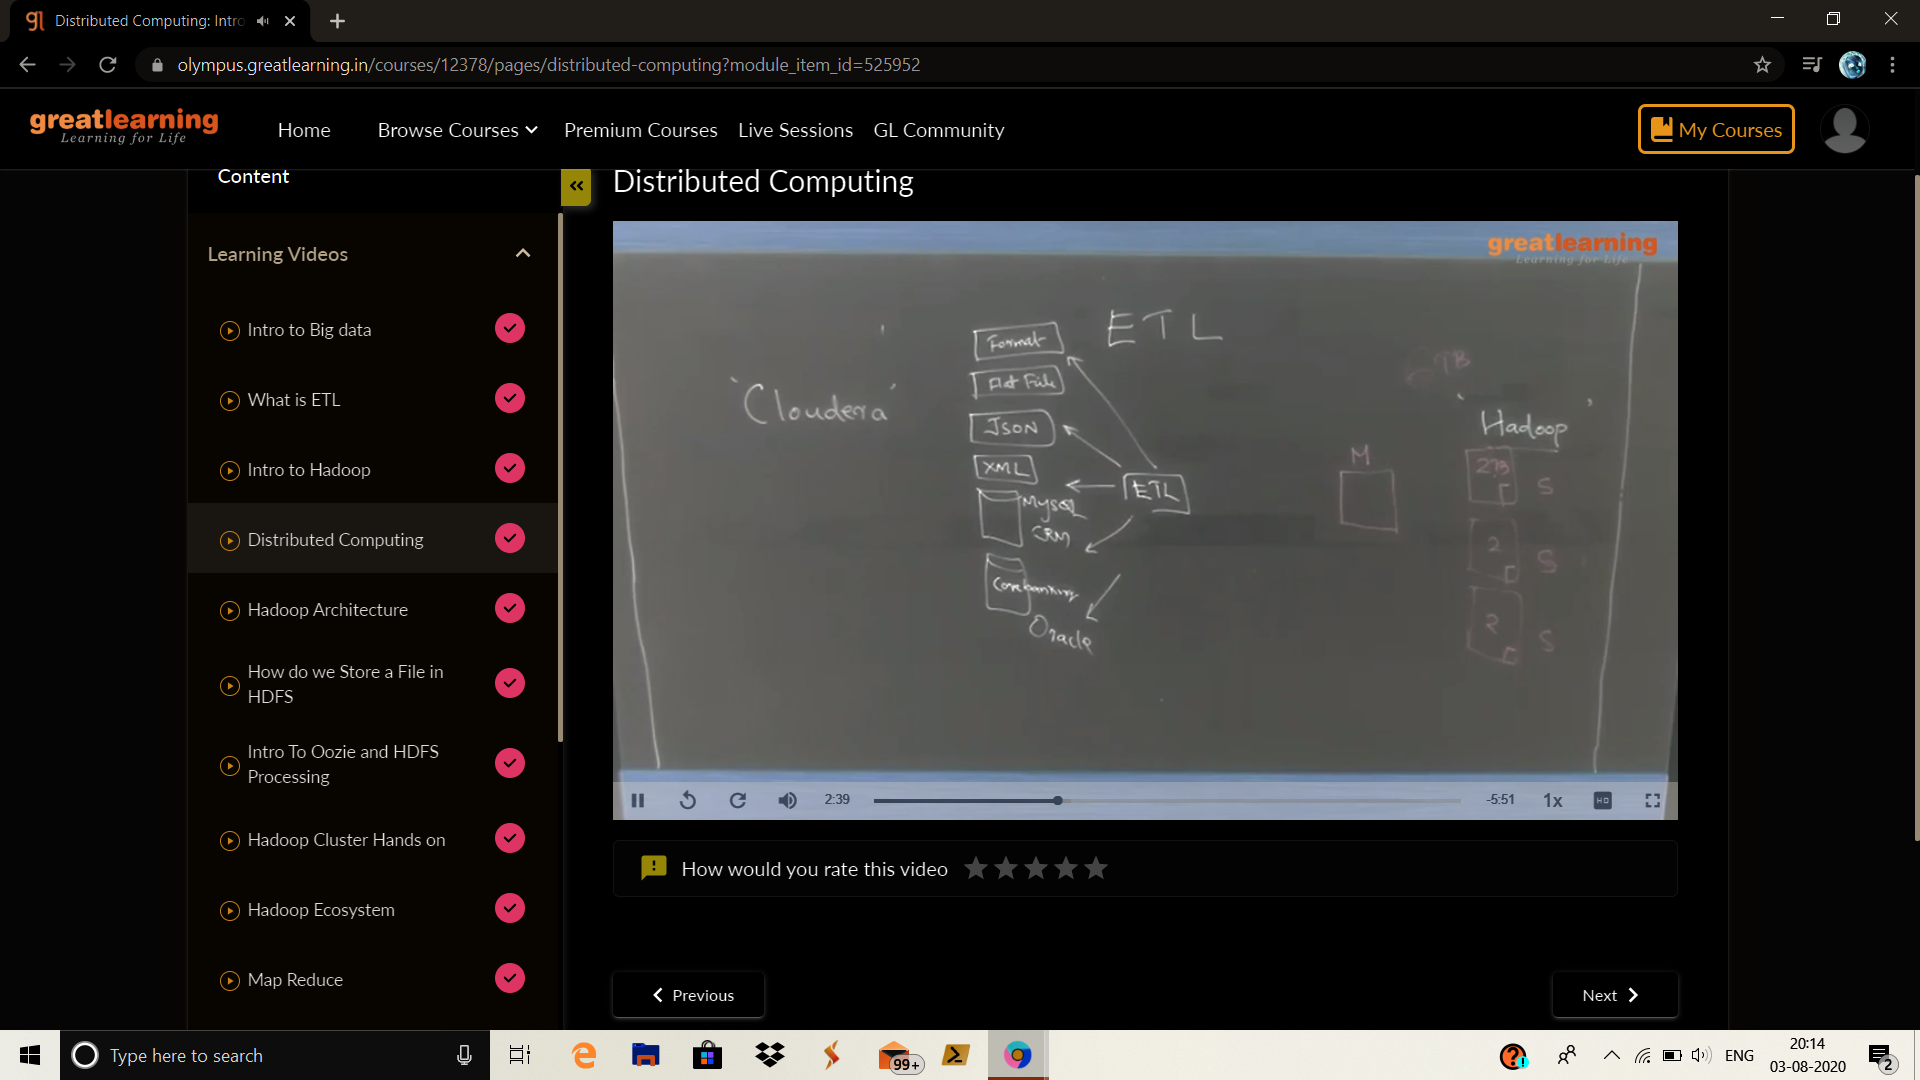 Distributed Computing: Intro
olympus.greatlearning.in/courses/12378/pages/distributed-computing?module_item_id=525952
greatlearning
Learning for Life
Home
Browse Courses
Premium Courses
Live Sessions
GL Community
My Courses
Content
Distributed Computing
Learning Videos
Intro to Big data
What is ETL
Intro to Hadoop
Distributed Computing
Hadoop Architecture
How do we Store a File in
HDFS
Intro To Oozie and HDFS
Processing
Hadoop Cluster Hands on
Hadoop Ecosystem
Map Reduce
greatlearning
Learning for Life
ETL
Format
Flat File
'Cloudera'
JSON
XML
MySQL
CRM
Corebanking
Oracle
ETL
TB
'Hadoop'
M
S
2
S
2
S
2:39
-5:51
1x
HD
How would you rate this video
Previous
Next
Type here to search
99+
ENG
20:14
03-08-2020
2